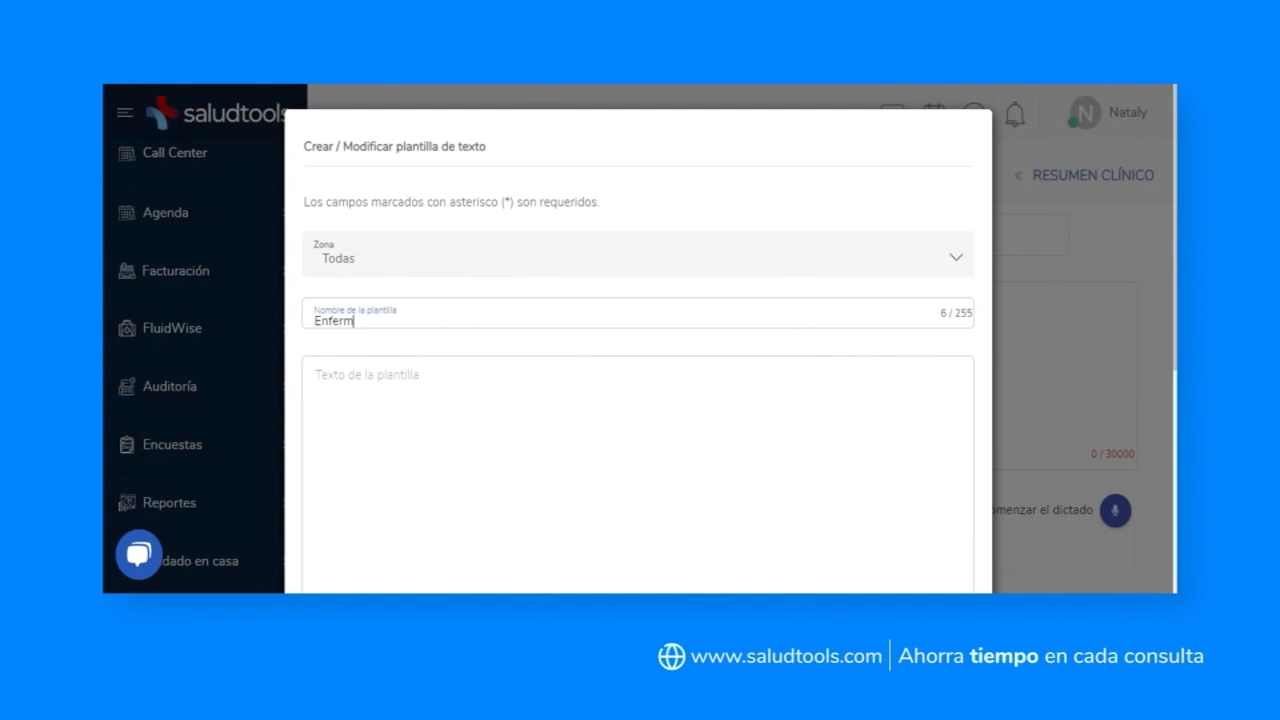 saludtools
Call Center
Agenda
Facturación
FluidWise
Auditoría
Encuestas
Reportes
dado en casa
Crear / Modificar plantilla de texto
Los campos marcados con asterisco (*) son requeridos.
Zona
Todas
Nombre de la plantilla
Enferm
6 / 255
Texto de la plantilla
N
Nataly
RESUMEN CLÍNICO
0 / 30000
omenzar el dictado
www.saludtools.com
Ahorra tiempo en cada consulta